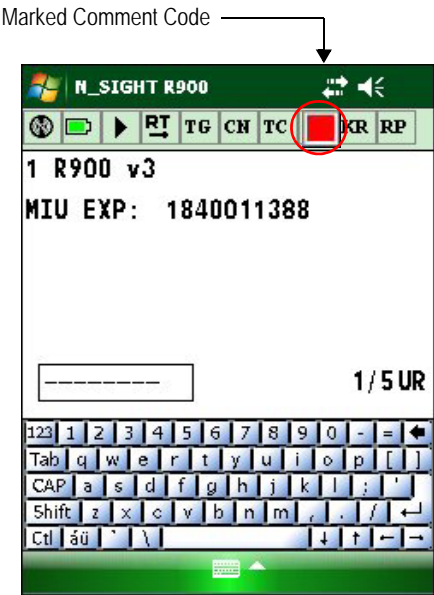 Marked Comment Code
N_SIGHT R900
RT TG CN TC KR RP
1 R900 v3
MIU EXP: 1840011388
-------- 1/5 UR
123 1 2 3 4 5 6 7 8 9 0 - =
Tab q w e r t y u i o p [ ]
CAP a s d f g h j k l ; '
Shift z x c v b n m , . /
Ctl áü ` \